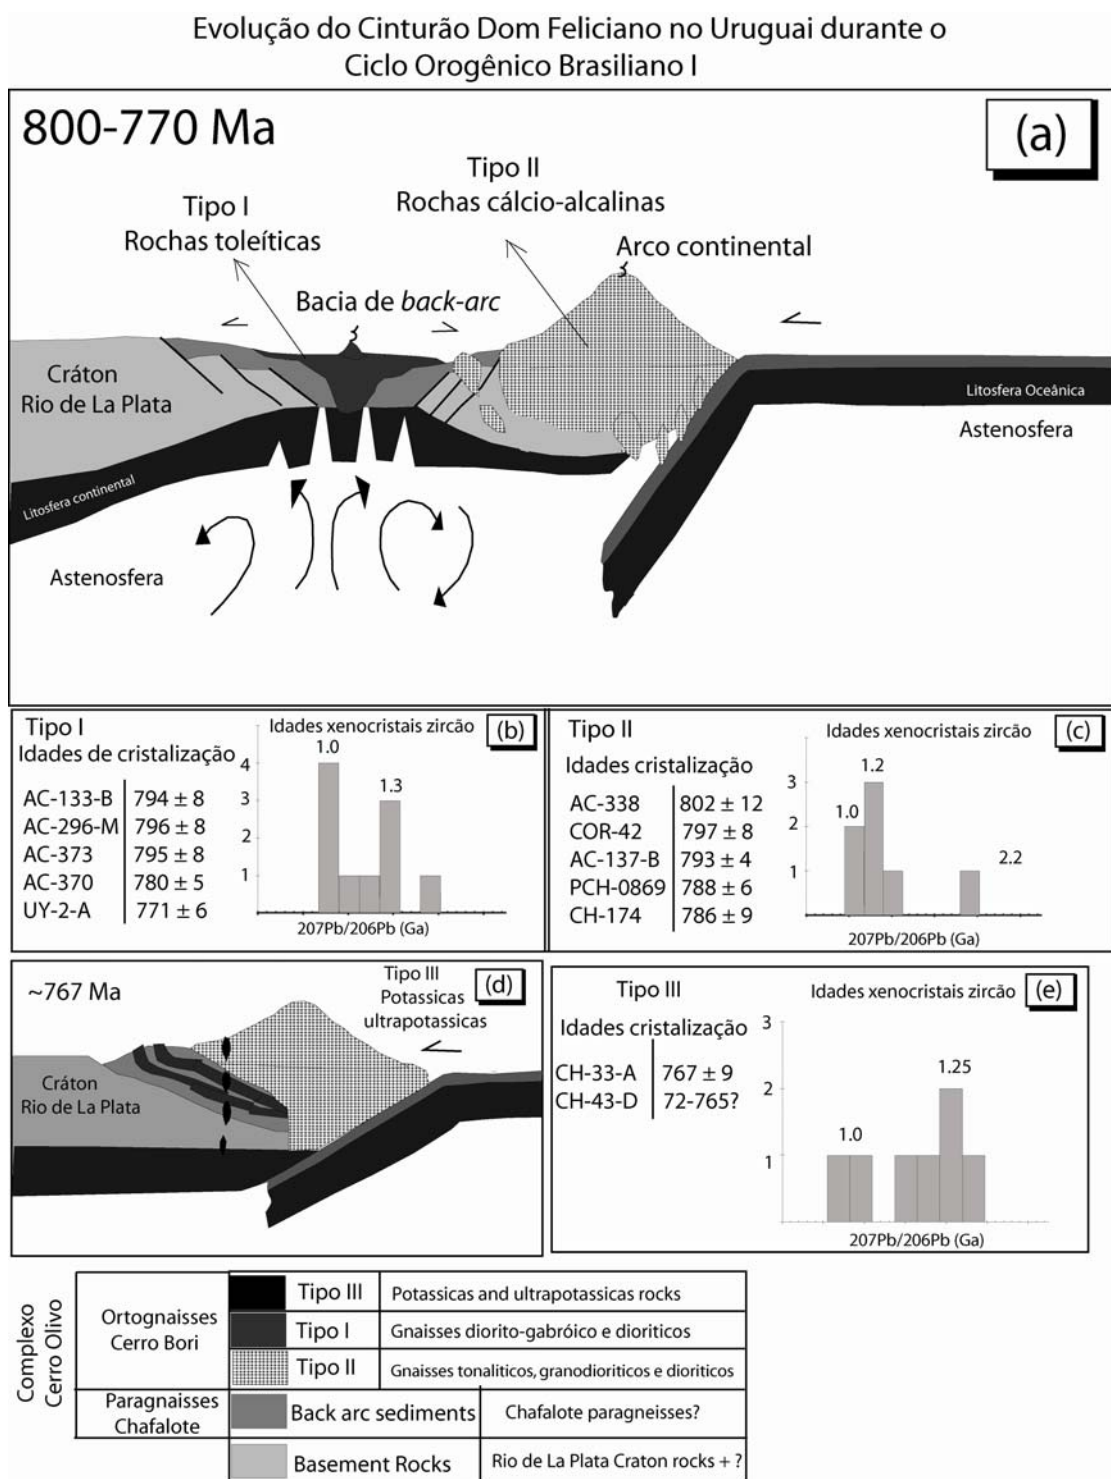 Evolução do Cinturão Dom Feliciano no Uruguai durante o
Ciclo Orogênico Brasiliano I
800-770 Ma
(a)
Tipo II
Rochas cálcio-alcalinas
Tipo I
Rochas toleíticas
Arco continental
Bacia de back-arc
Cráton
Rio de La Plata
Litosfera Oceânica
Astenosfera
Litosfera continental
Astenosfera
Tipo I
Idades de cristalização
AC-133-B 794 ± 8
AC-296-M 796 ± 8
AC-373 795 ± 8
AC-370 780 ± 5
UY-2-A 771 ± 6
Idades xenocristais zircão
(b)
1.0
1.3
4
3
2
1
207Pb/206Pb (Ga)
Tipo II
Idades cristalização
AC-338 802 ± 12
COR-42 797 ± 8
AC-137-B 793 ± 4
PCH-0869 788 ± 6
CH-174 786 ± 9
Idades xenocristais zircão
(c)
1.2
1.0
2.2
3
2
1
207Pb/206Pb (Ga)
~767 Ma
Tipo III
Potassicas
ultrapotassicas
(d)
Cráton
Rio de La Plata
Tipo III
Idades cristalização
CH-33-A 767 ± 9
CH-43-D 72-765?
Idades xenocristais zircão
(e)
3
2
1
1.0
1.25
207Pb/206Pb (Ga)
Complexo
Cerro Olivo
Ortognaisses
Cerro Bori
Tipo III Potassicas and ultrapotassicas rocks
Tipo I Gnaisses diorito-gabróico e dioriticos
Tipo II Gnaisses tonaliticos, granodioriticos e dioriticos
Paragnaisses
Chafalote
Back arc sediments Chafalote paragneisses?
Basement Rocks Rio de La Plata Craton rocks + ?